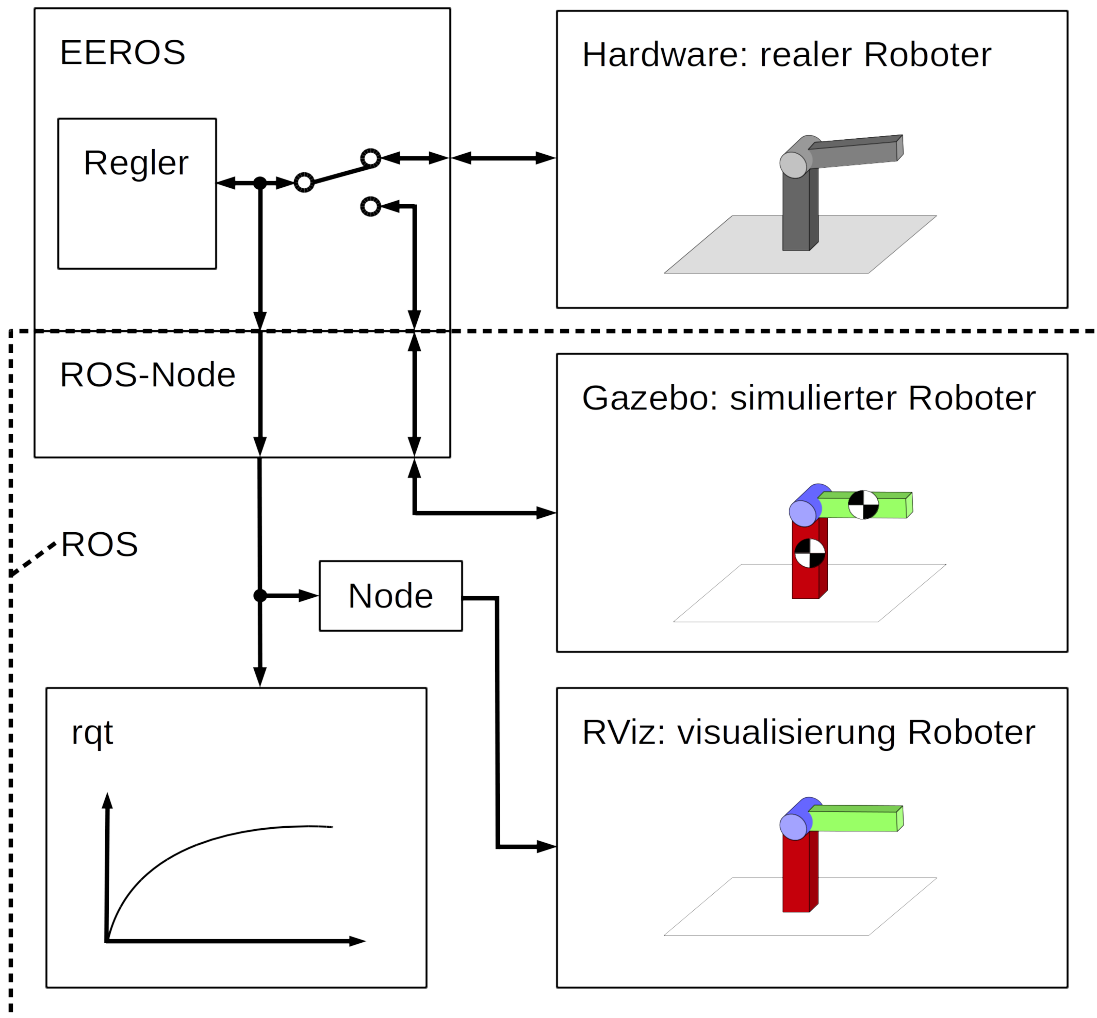 EEROS
Hardware: realer Roboter
Regler
ROS-Node
Gazebo: simulierter Roboter
ROS
Node
rqt
RViz: visualisierung Roboter